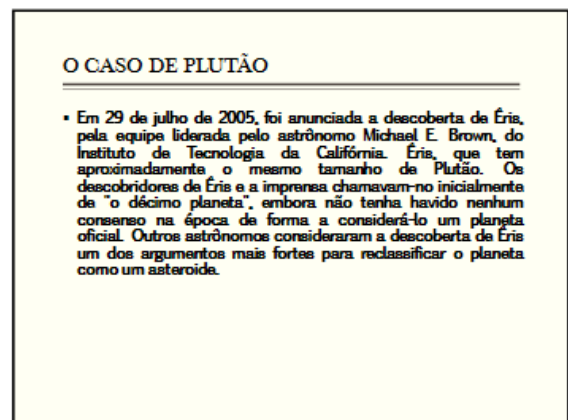 O CASO DE PLUTÃO
▪ Em 29 de julho de 2005, foi anunciada a descoberta de Éris,
pela equipe liderada pelo astrônomo Michael E. Brown, do
Instituto de Tecnologia da Califórnia. Éris, que tem
aproximadamente o mesmo tamanho de Plutão. Os
descobridores de Éris e a imprensa chamavam-no inicialmente
de "o décimo planeta", embora não tenha havido nenhum
consenso na época de forma a considerá-lo um planeta
oficial. Outros astrônomos consideraram a descoberta de Éris
um dos argumentos mais fortes para reclassificar o planeta
como um asteroide.